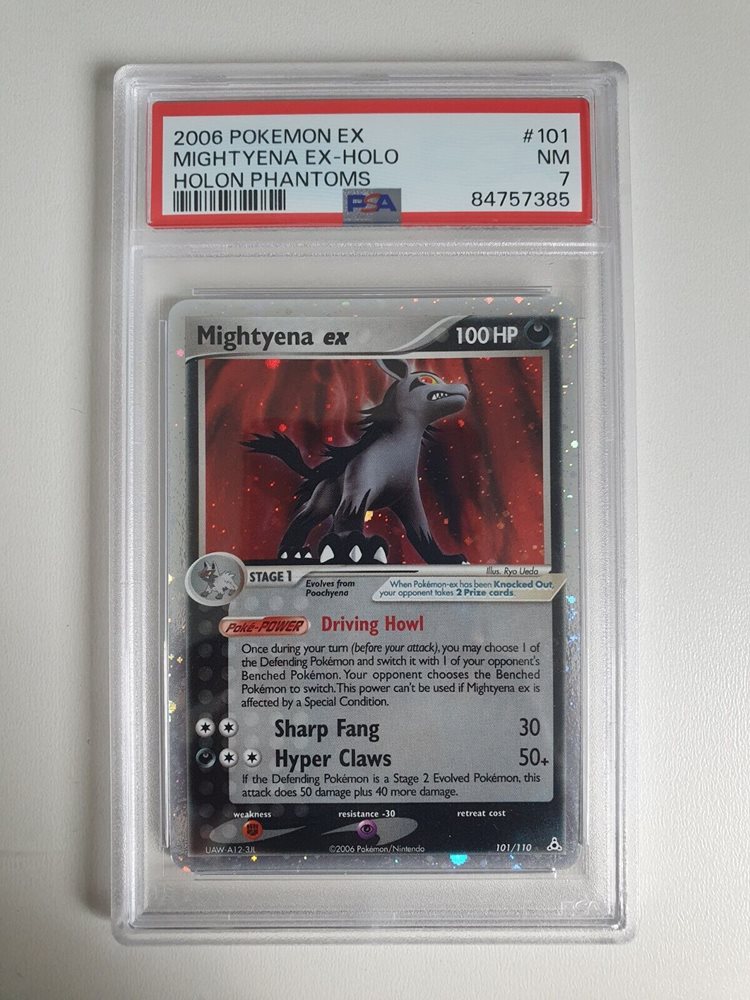 2006 POKEMON EX #101
MIGHTYENA EX-HOLO NM
HOLON PHANTOMS 7
PSA 84757385
Mightyena ex 100 HP
Illus. Ryo Ueda
STAGE 1
Evolves from
Poochyena
When Pokémon-ex has been Knocked Out,
your opponent takes 2 Prize cards.
Poké-POWER Driving Howl
Once during your turn (before your attack), you may choose 1 of
the Defending Pokémon and switch it with 1 of your opponent's
Benched Pokémon. Your opponent chooses the Benched
Pokémon to switch. This power can't be used if Mightyena ex is
affected by a Special Condition.
Sharp Fang 30
Hyper Claws 50+
If the Defending Pokémon is a Stage 2 Evolved Pokémon, this
attack does 50 damage plus 40 more damage.
weakness resistance -30 retreat cost
UAW-A12-3JL ©2006 Pokémon/Nintendo 101/110